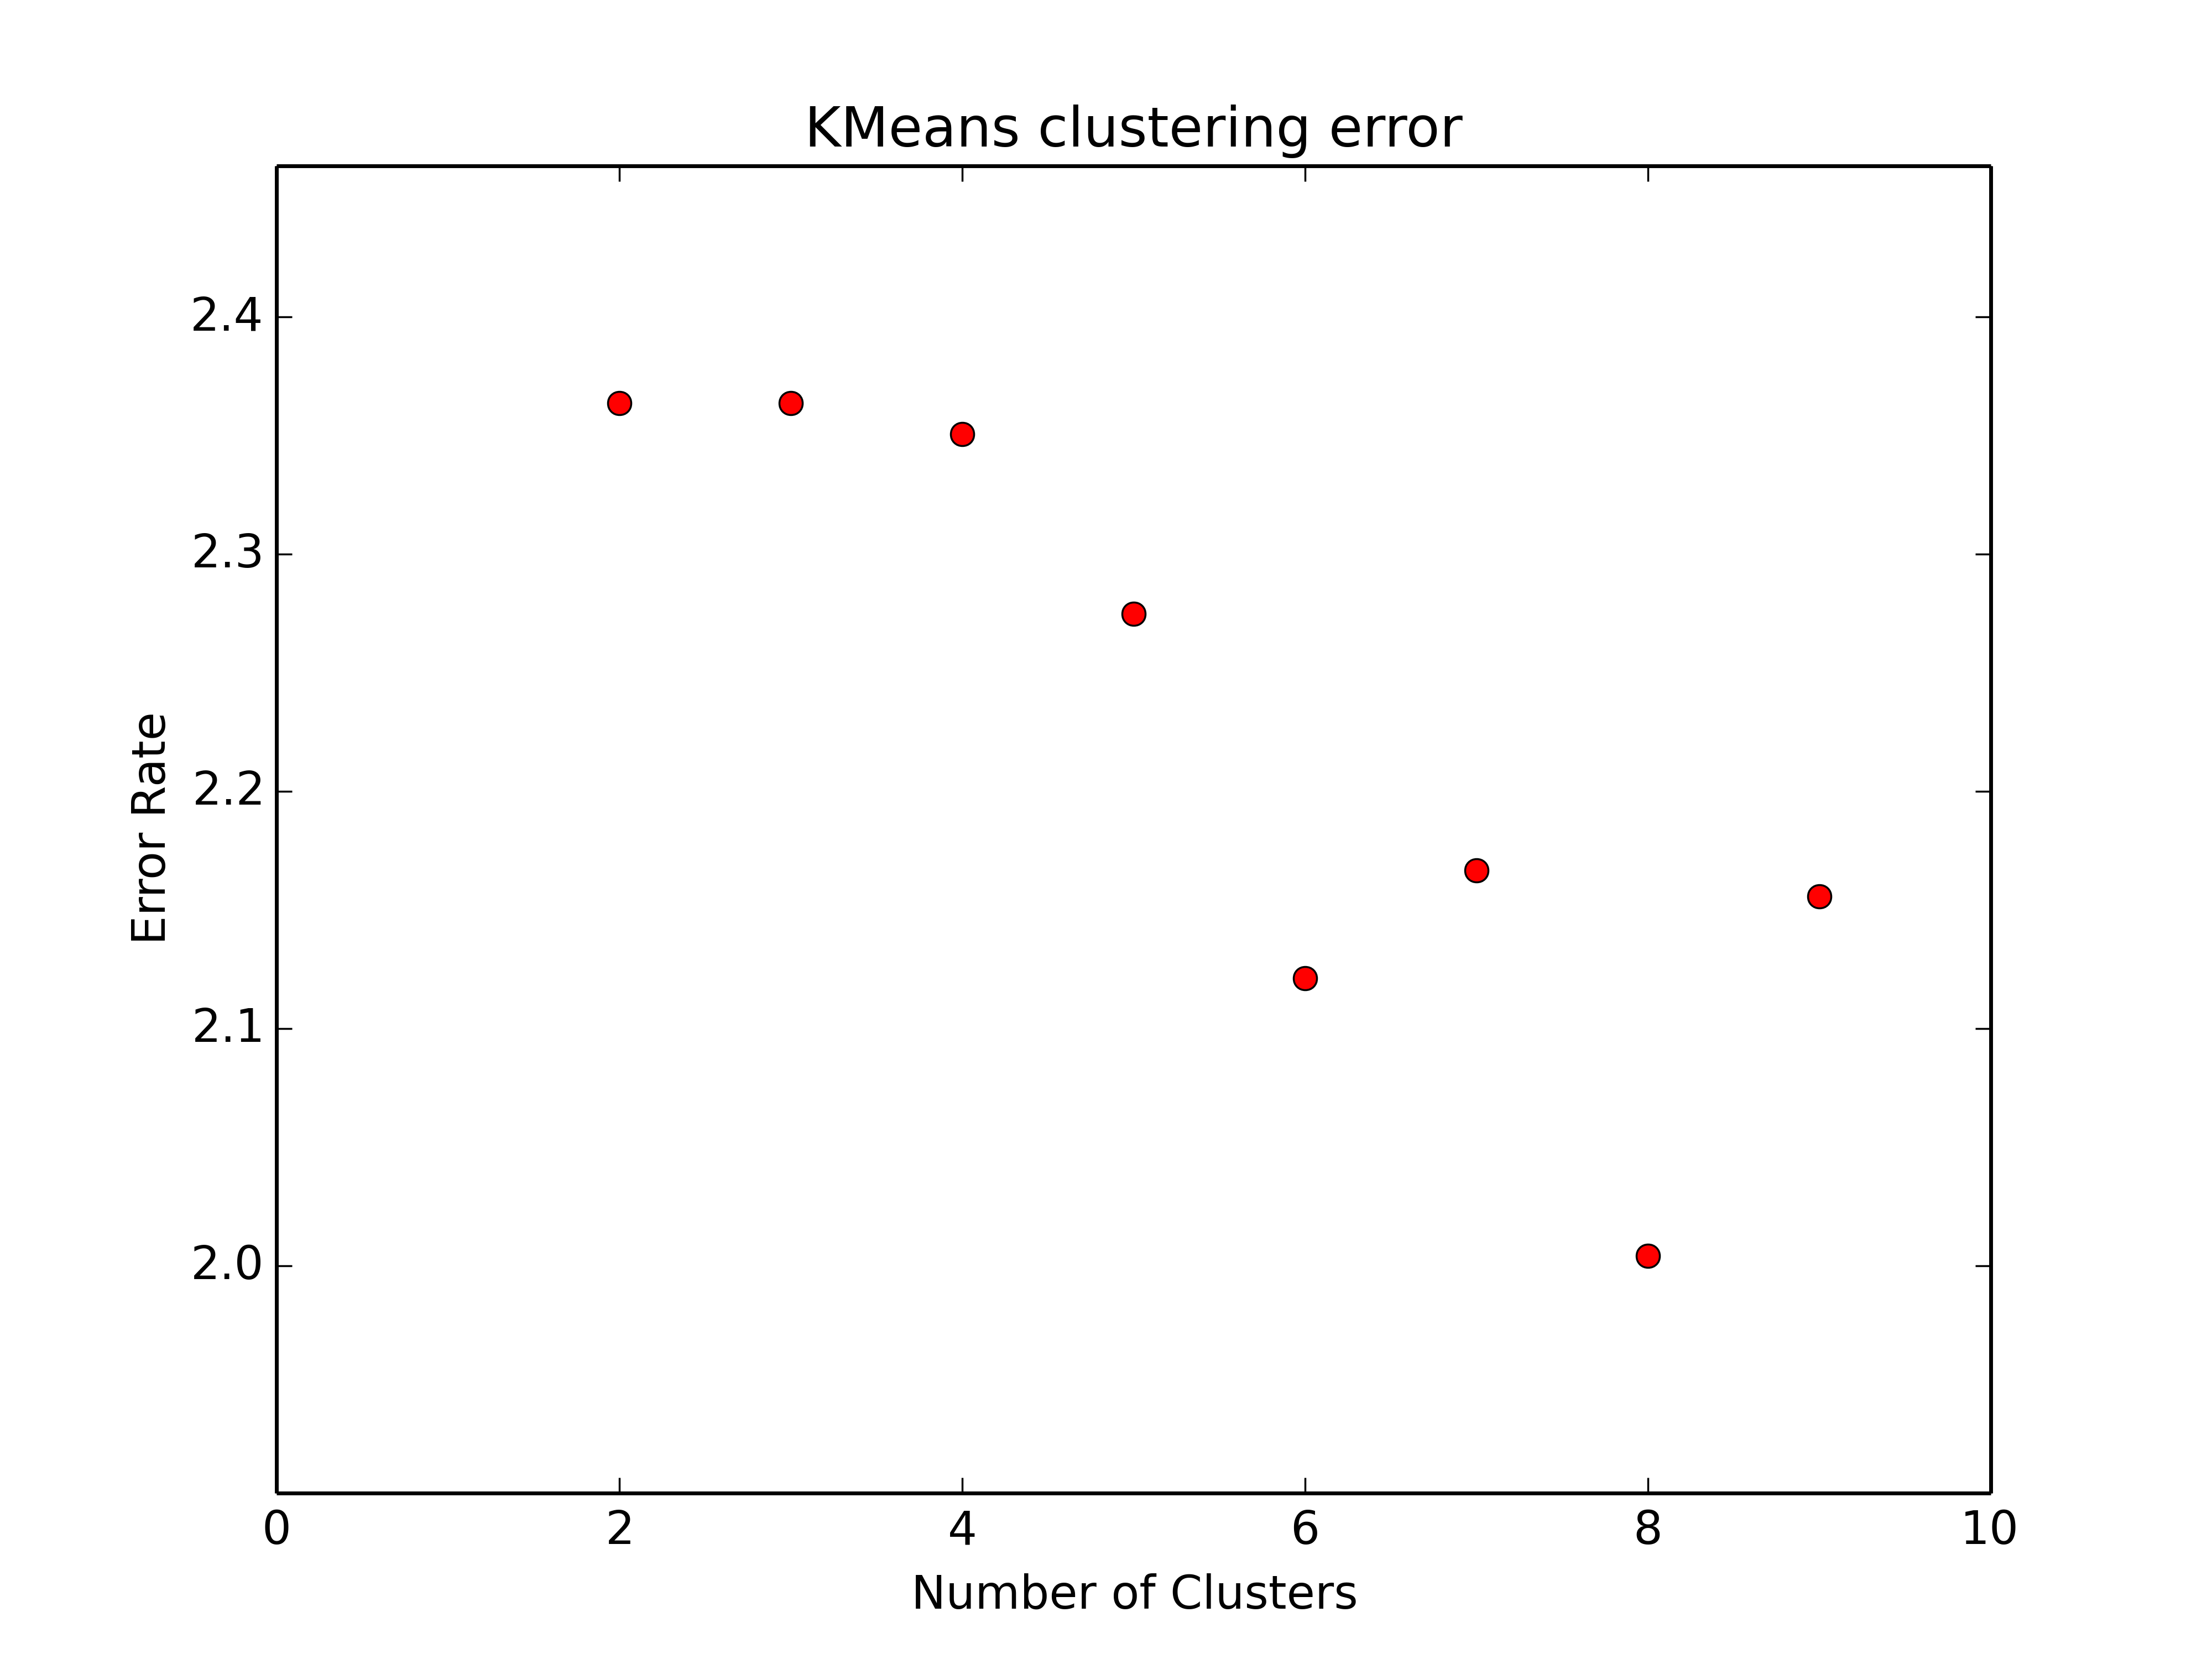 KMeans clustering error
2.4
2.3
2.2
2.1
2.0
Error Rate
0 2 4 6 8 10
Number of Clusters